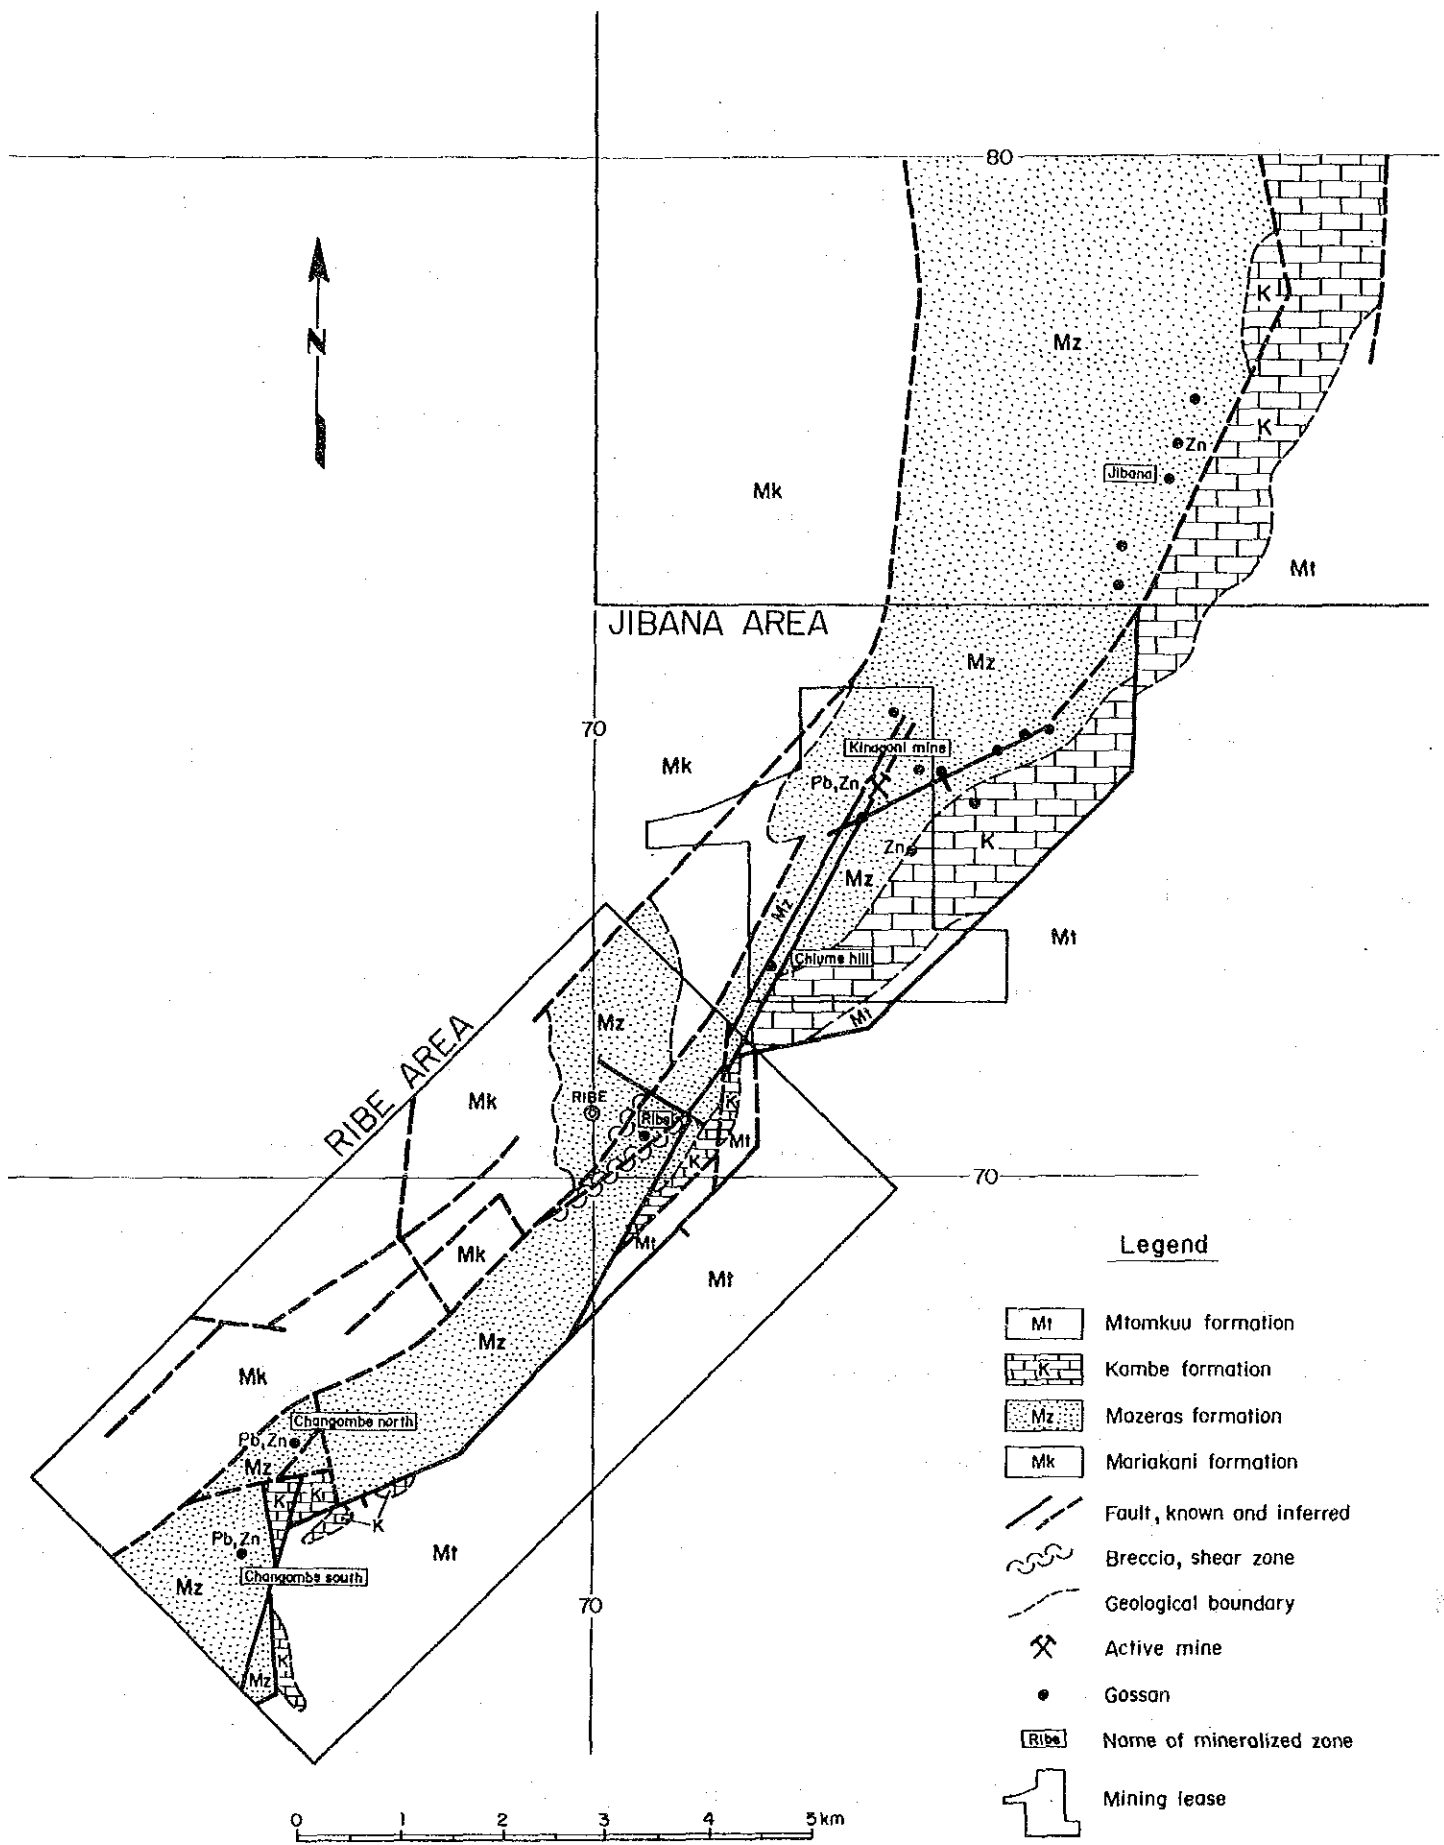 80
N
K
Mz
K
Zn
Jibana
Mk
Mt
JIBANA AREA
Mz
70
Kinagoni mine
Mk
Pb,Zn
K
Zn
Mz
Mz
Mt
Chiume hill
Mt
Mz
RIBE AREA
RIBE
Mk
K
Ribe
Mt
K
70
Mt
Mk
Mt
Legend
Mt Mtomkuu formation
Mz
K Kambe formation
Mk
Changombe north
Mz Mazeras formation
Pb,Zn
Mz
Mk Mariakani formation
K
K
Fault, known and inferred
K
Pb,Zn
Mt
Breccia, shear zone
Changombe south
Mz
70
Geological boundary
Active mine
K
Mz
Gossan
Ribe Name of mineralized zone
Mining lease
0 1 2 3 4 5km